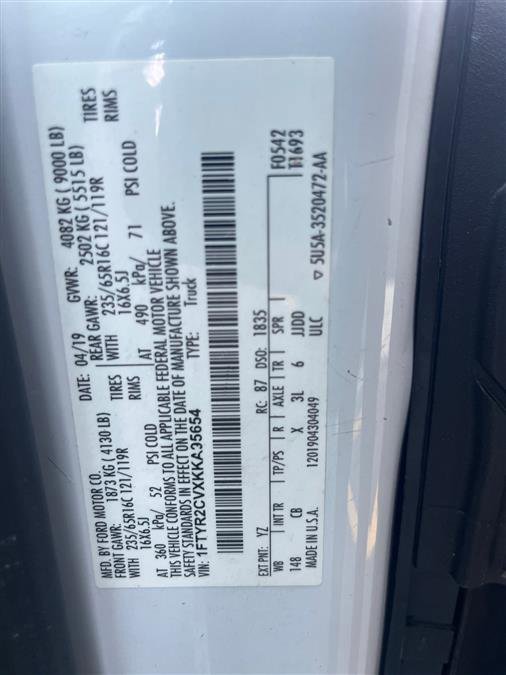 MFD. BY FORD MOTOR CO.
DATE: 04/19 GVWR: 4082 KG ( 9000 LB)
FRONT GAWR: 1873 KG ( 4130 LB) REAR GAWR: 2502 KG ( 5515 LB)
WITH 235/65R16C 121/119R TIRES WITH 235/65R16C 121/119R TIRES
16X6.5J RIMS 16X6.5J RIMS
AT 360 kPa/ 52 PSI COLD AT 490 kPa/ 71 PSI COLD
THIS VEHICLE CONFORMS TO ALL APPLICABLE FEDERAL MOTOR VEHICLE
SAFETY STANDARDS IN EFFECT ON THE DATE OF MANUFACTURE SHOWN ABOVE.
VIN: 1FTYR2CVXKKA35654 TYPE: Truck
F0542
EXT PNT: YZ RC: 87 DSO: 1835 T1693
WB INT TR TP/PS R AXLE TR SPR
148 CB X 3L 6 JJDD
ULC
MADE IN U.S.A. 1201904304049 ▽ 5U5A-3520472-AA